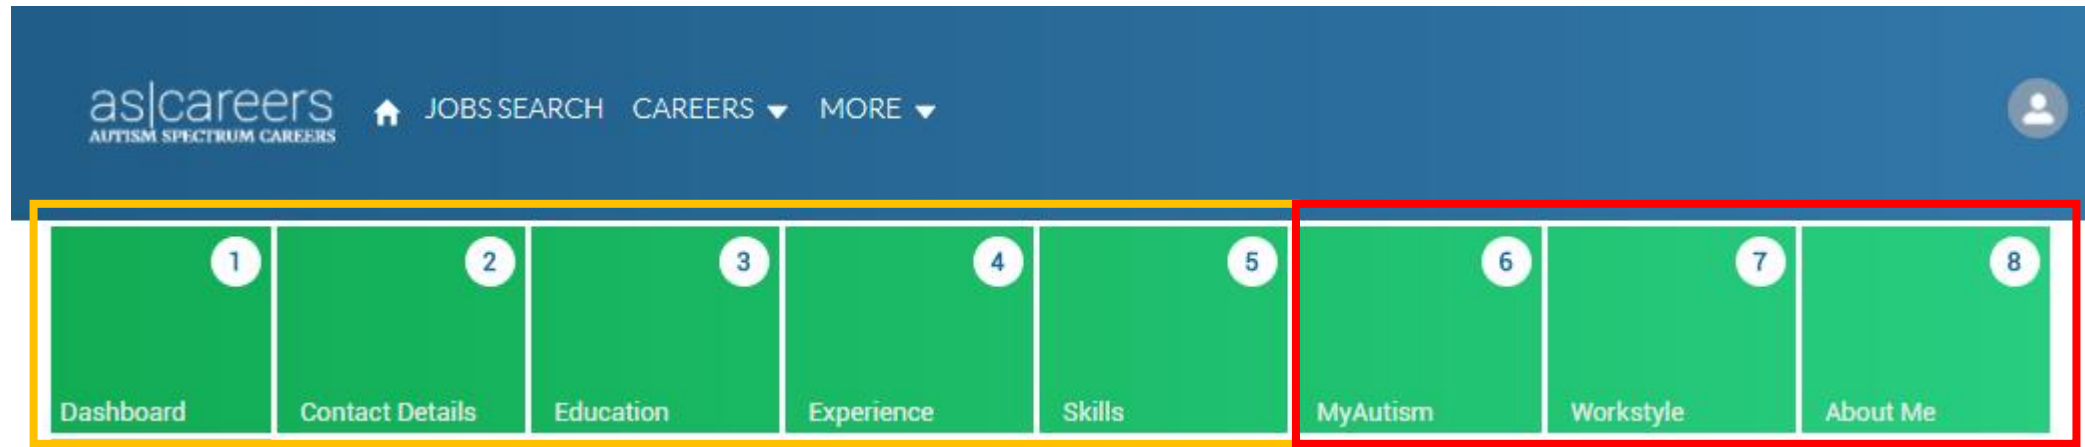 as|careers
AUTISM SPECTRUM CAREERS
JOBS SEARCH CAREERS MORE
1 2 3 4 5 6 7 8
Dashboard Contact Details Education Experience Skills MyAutism Workstyle About Me